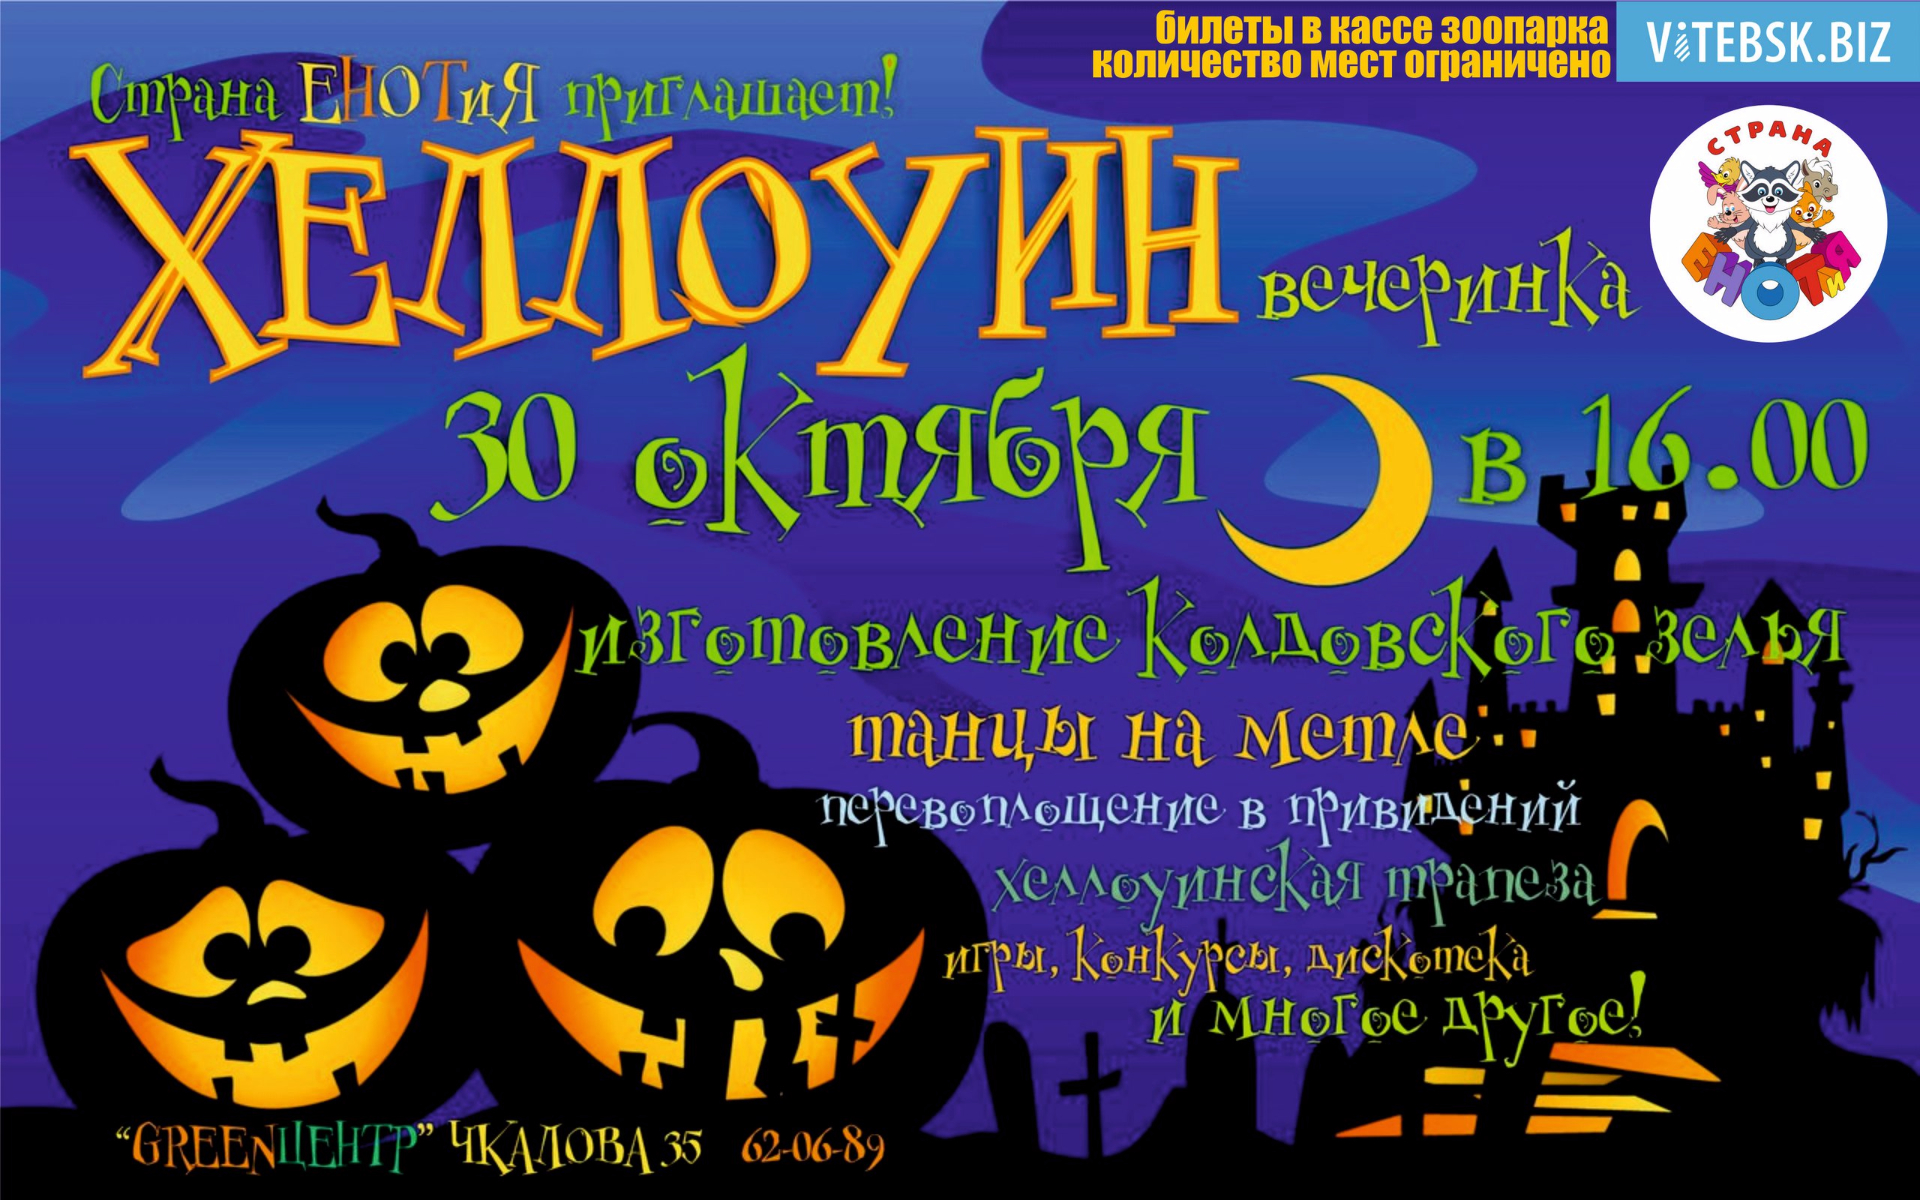 билеты в кассе зоопарка
количество мест ограничено
ViTEBSK.BIZ
Страна ЕНОТиЯ приглашает!
СТРАНА
ЕНОТиЯ
ХЕЛЛОУИН вечеринка
30 октября в 16.00
изготовление колдовского зелья
танцы на метле
перевоплощение в привидений
хеллоуинская трапеза
игры, конкурсы, дискотека
и многое другое!
“GREENЦЕНТР” ЧКАЛОВА 35 62-06-89